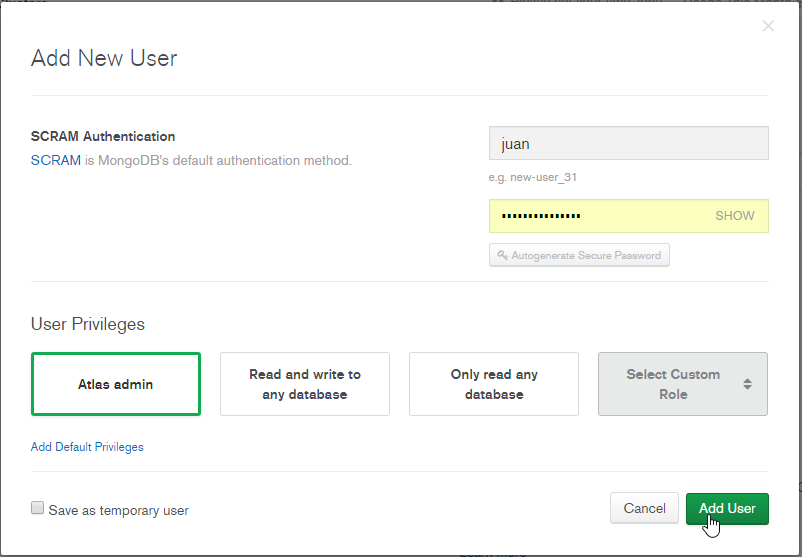 Add New User
SCRAM Authentication
SCRAM is MongoDB's default authentication method.
juan
e.g. new-user_31
•••••••••••••••
SHOW
Autogenerate Secure Password
User Privileges
Atlas admin
Read and write to
any database
Only read any
database
Select Custom
Role
Add Default Privileges
Save as temporary user
Cancel
Add User